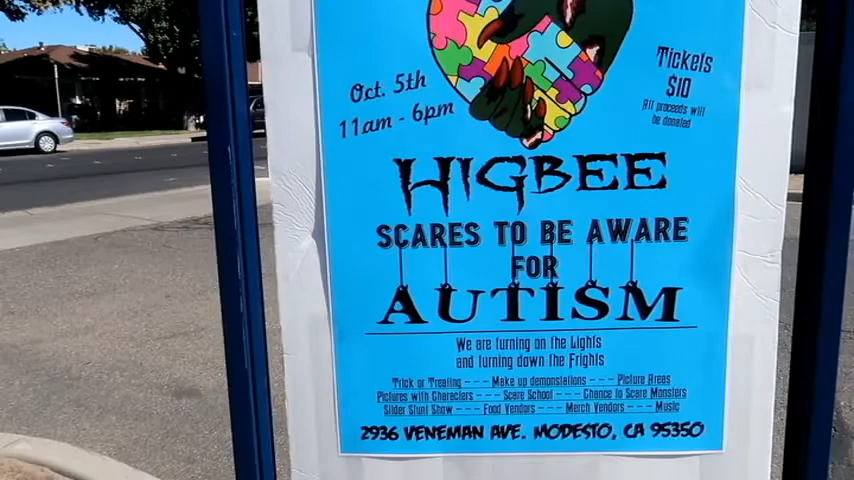 Oct. 5th
11am - 6pm
Tickets
$10
All proceeds will
be donated
HIGBEE
SCARES TO BE AWARE
FOR
AUTISM
We are turning on the Lights
and turning down the Frights
Trick or Treating --- Make up demonstations --- Picture Areas
Pictures with Characters --- Scare School --- Chance to Scare Monsters
Slider Stunt Show --- Food Vendors --- Merch Vendors --- Music
2936 VENEMAN AVE. MODESTO, CA 95350